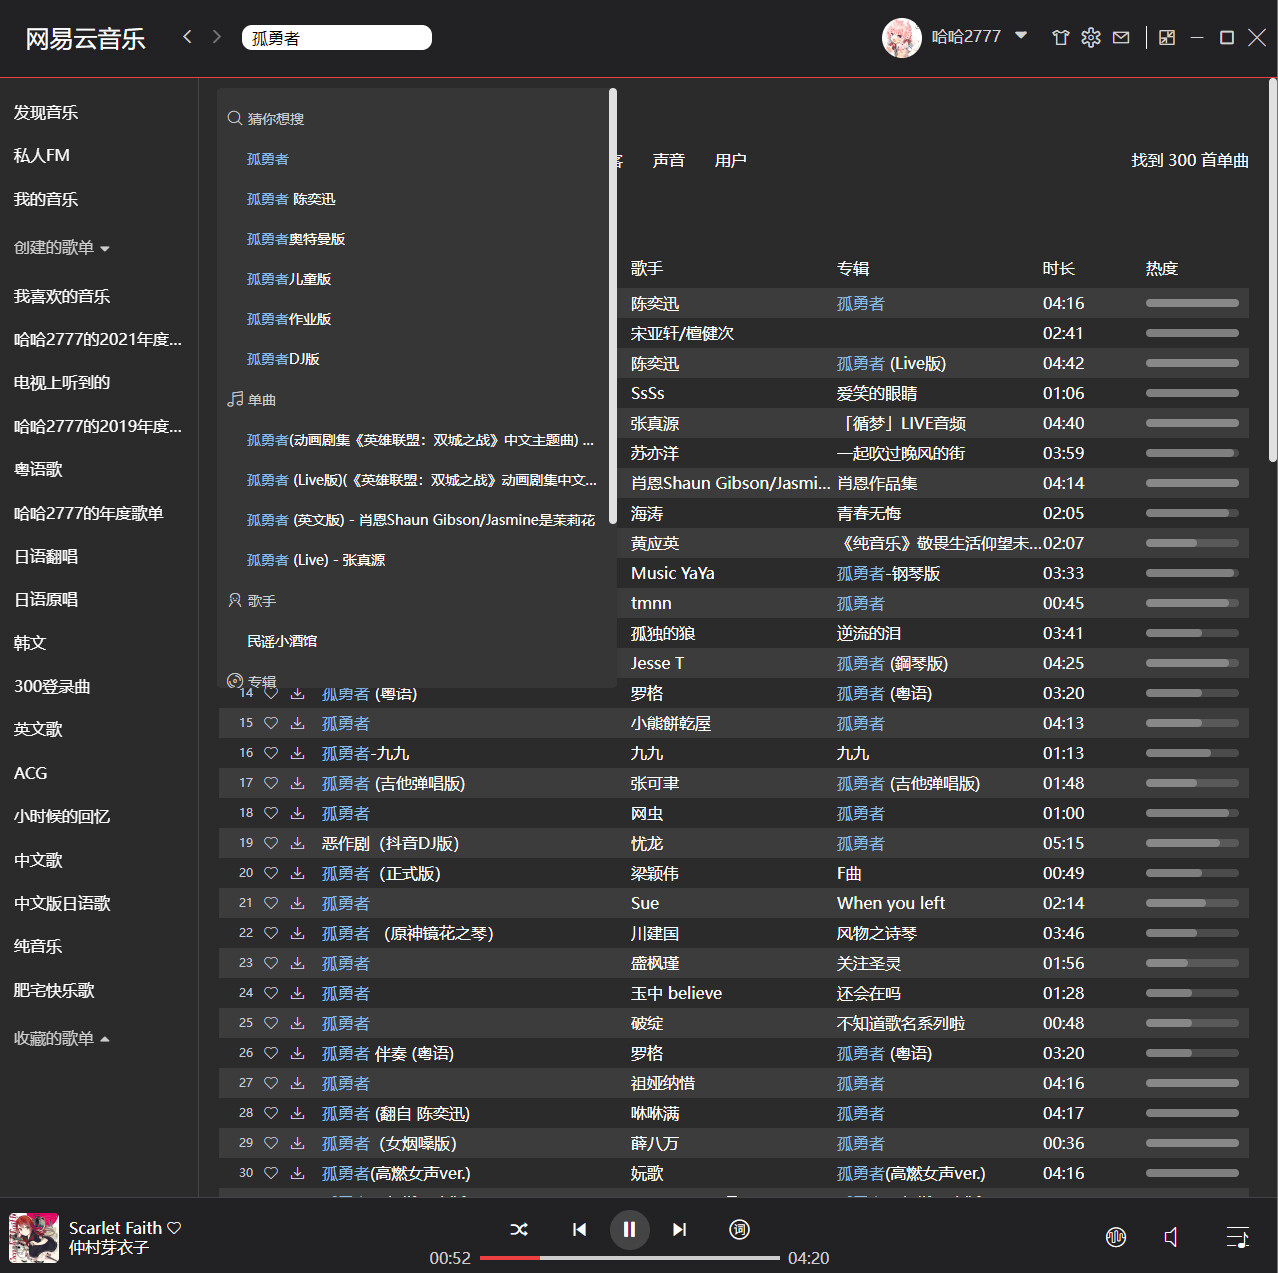 网易云音乐
孤勇者
哈哈2777
发现音乐
私人FM
我的音乐
创建的歌单
我喜欢的音乐
哈哈2777的2021年度...
电视上听到的
哈哈2777的2019年度...
粤语歌
哈哈2777的年度歌单
日语翻唱
日语原唱
韩文
300登录曲
英文歌
ACG
小时候的回忆
中文歌
中文版日语歌
纯音乐
肥宅快乐歌
收藏的歌单
猜你想搜
孤勇者
孤勇者 陈奕迅
孤勇者奥特曼版
孤勇者儿童版
孤勇者作业版
孤勇者DJ版
单曲
孤勇者(动画剧集《英雄联盟：双城之战》中文主题曲) ...
孤勇者 (Live版)(《英雄联盟：双城之战》动画剧集中文...
孤勇者 (英文版) - 肖恩Shaun Gibson/Jasmine是茉莉花
孤勇者 (Live) - 张真源
歌手
民谣小酒馆
专辑
声音 用户 找到 300 首单曲
歌手 专辑 时长 热度
陈奕迅 孤勇者 04:16
宋亚轩/檀健次 02:41
陈奕迅 孤勇者 (Live版) 04:42
SsSs 爱笑的眼睛 01:06
张真源 「循梦」LIVE音频 04:40
苏亦洋 一起吹过晚风的街 03:59
肖恩Shaun Gibson/Jasmi... 肖恩作品集 04:14
海涛 青春无悔 02:05
黄应英 《纯音乐》敬畏生活仰望未... 02:07
Music YaYa 孤勇者-钢琴版 03:33
tmnn 孤勇者 00:45
孤独的狼 逆流的泪 03:41
Jesse T 孤勇者 (鋼琴版) 04:25
14 孤勇者 (粤语) 罗格 孤勇者 (粤语) 03:20
15 孤勇者 小熊餅乾屋 孤勇者 04:13
16 孤勇者-九九 九九 九九 01:13
17 孤勇者 (吉他弹唱版) 张可聿 孤勇者 (吉他弹唱版) 01:48
18 孤勇者 网虫 孤勇者 01:00
19 恶作剧（抖音DJ版） 忧龙 孤勇者 05:15
20 孤勇者（正式版） 梁颖伟 F曲 00:49
21 孤勇者 Sue When you left 02:14
22 孤勇者 （原神镜花之琴） 川建国 风物之诗琴 03:46
23 孤勇者 盛枫瑾 关注圣灵 01:56
24 孤勇者 玉中 believe 还会在吗 01:28
25 孤勇者 破绽 不知道歌名系列啦 00:48
26 孤勇者 伴奏 (粤语) 罗格 孤勇者 (粤语) 03:20
27 孤勇者 祖娅纳惜 孤勇者 04:16
28 孤勇者 (翻自 陈奕迅) 咻咻满 孤勇者 04:17
29 孤勇者（女烟嗓版） 薛八万 孤勇者 00:36
30 孤勇者(高燃女声ver.) 妧歌 孤勇者(高燃女声ver.) 04:16
Scarlet Faith
仲村芽衣子
词
00:52 04:20